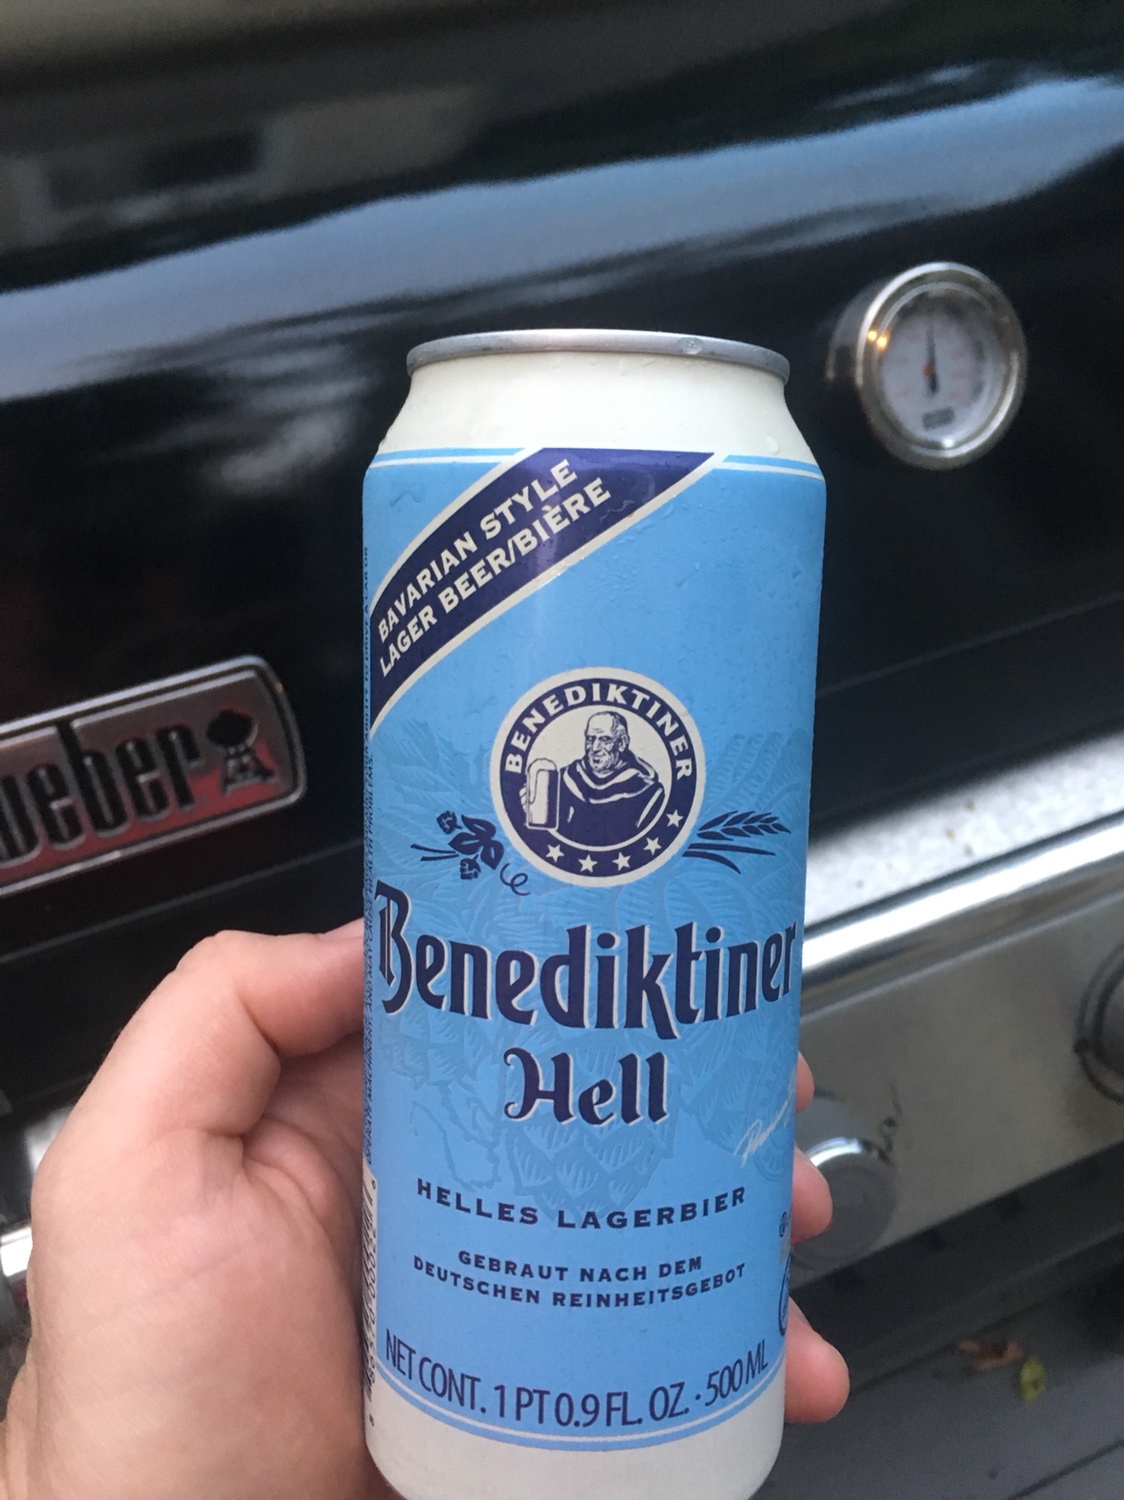 BAVARIAN STYLE
LAGER BEER/BIÈRE
BENEDIKTINER
weber
Benediktiner
Hell
HELLES LAGERBIER
GEBRAUT NACH DEM
DEUTSCHEN REINHEITSGEBOT
NET CONT. 1 PT 0.9 FL. OZ. · 500 ML